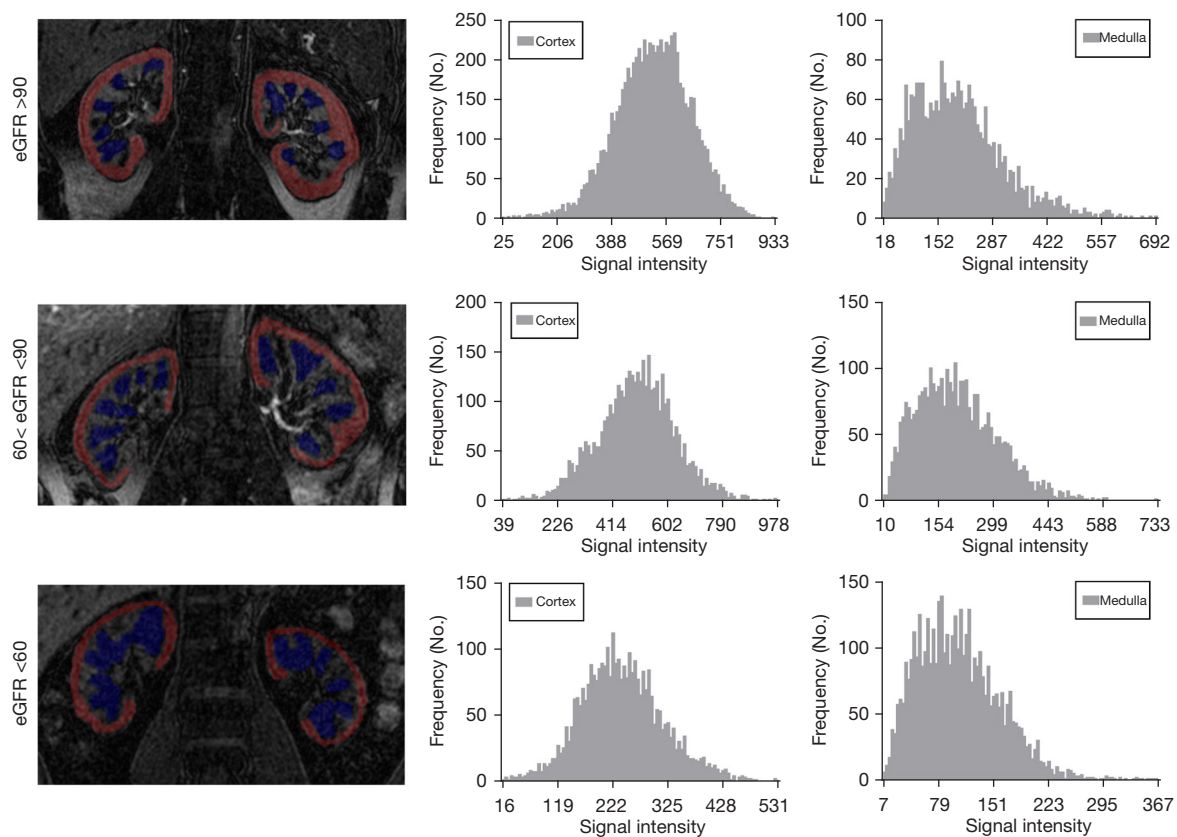 eGFR >90
250
200
150
100
50
0
Frequency (No.)
Cortex
25 206 388 569 751 933
Signal intensity
100
80
60
40
20
0
Frequency (No.)
Medulla
18 152 287 422 557 692
Signal intensity
60< eGFR <90
200
150
100
50
0
Frequency (No.)
Cortex
39 226 414 602 790 978
Signal intensity
150
100
50
0
Frequency (No.)
Medulla
10 154 299 443 588 733
Signal intensity
eGFR <60
150
100
50
0
Frequency (No.)
Cortex
16 119 222 325 428 531
Signal intensity
150
100
50
0
Frequency (No.)
Medulla
7 79 151 223 295 367
Signal intensity